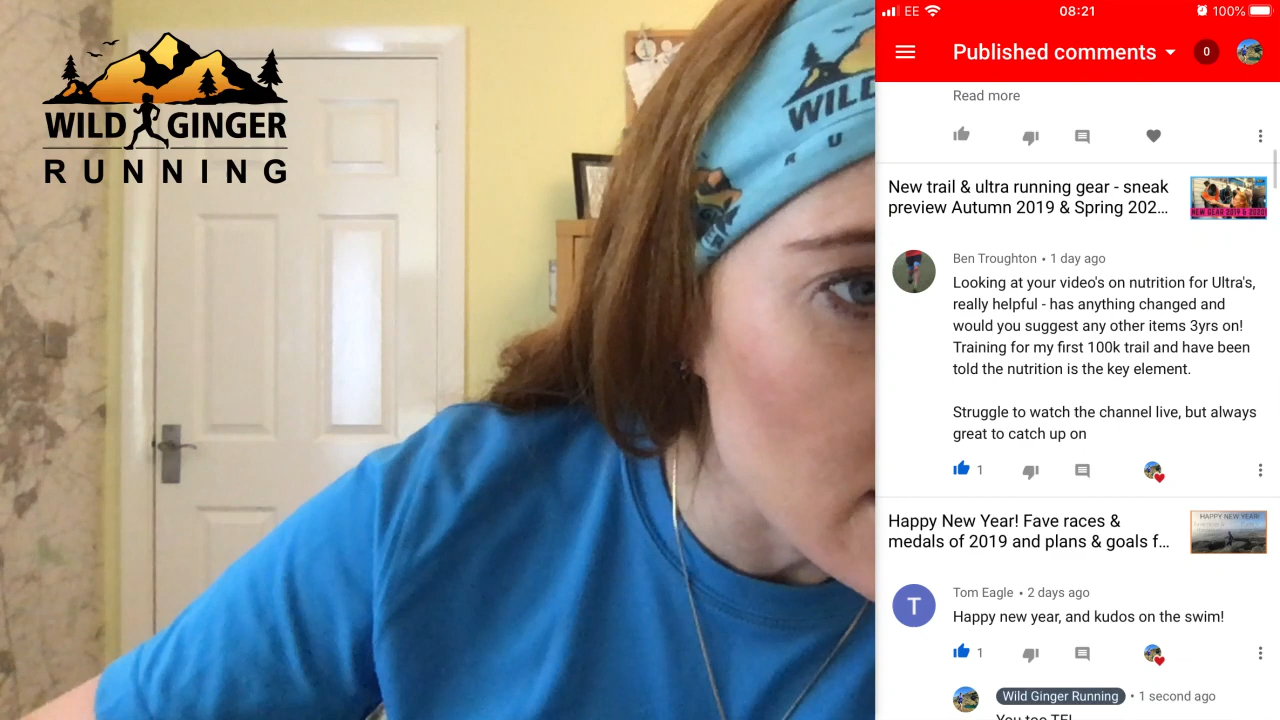 WILD GINGER
RUNNING
WILD
R U
EE
08:21
100%
Published comments
0
Read more
New trail & ultra running gear - sneak
preview Autumn 2019 & Spring 202...
NEW GEAR 2019 & 2020
Ben Troughton • 1 day ago
Looking at your video's on nutrition for Ultra's,
really helpful - has anything changed and
would you suggest any other items 3yrs on!
Training for my first 100k trail and have been
told the nutrition is the key element.
Struggle to watch the channel live, but always
great to catch up on
1
Happy New Year! Fave races &
medals of 2019 and plans & goals f...
HAPPY NEW YEAR!
T
Tom Eagle • 2 days ago
Happy new year, and kudos on the swim!
1
Wild Ginger Running • 1 second ago
You too TE!